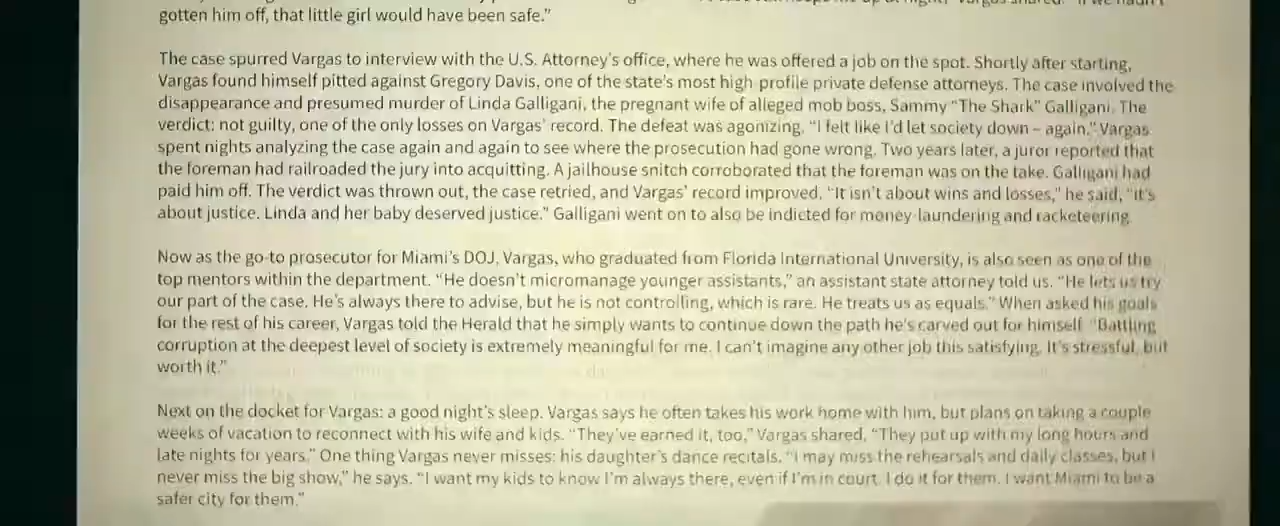 gotten him off, that little girl would have been safe.”
The case spurred Vargas to interview with the U.S. Attorney’s office, where he was offered a job on the spot. Shortly after starting,
Vargas found himself pitted against Gregory Davis, one of the state’s most high-profile private defense attorneys. The case involved the
disappearance and presumed murder of Linda Galligani, the pregnant wife of alleged mob boss, Sammy “The Shark” Galligani. The
verdict: not guilty, one of the only losses on Vargas’ record. The defeat was agonizing. “I felt like I’d let society down – again.” Vargas
spent nights analyzing the case again and again to see where the prosecution had gone wrong. Two years later, a juror reported that
the foreman had railroaded the jury into acquitting. A jailhouse snitch corroborated that the foreman was on the take. Galligani had
paid him off. The verdict was thrown out, the case retried, and Vargas’ record improved. “It isn’t about wins and losses,” he said, “it’s
about justice. Linda and her baby deserved justice.” Galligani went on to also be indicted for money-laundering and racketeering.
Now as the go-to prosecutor for Miami’s DOJ, Vargas, who graduated from Florida International University, is also seen as one of the
top mentors within the department. “He doesn’t micromanage younger assistants,” an assistant state attorney told us. “He lets us try
our part of the case. He’s always there to advise, but he is not controlling, which is rare. He treats us as equals.” When asked his goals
for the rest of his career, Vargas told the Herald that he simply wants to continue down the path he’s carved out for himself. “Battling
corruption at the deepest level of society is extremely meaningful for me. I can’t imagine any other job this satisfying. It’s stressful, but
worth it.”
Next on the docket for Vargas: a good night’s sleep. Vargas says he often takes his work home with him, but plans on taking a couple
weeks of vacation to reconnect with his wife and kids. “They’ve earned it, too,” Vargas shared, “They put up with my long hours and
late nights for years.” One thing Vargas never misses: his daughter’s dance recitals. “I may miss the rehearsals and daily classes, but I
never miss the big show,” he says. “I want my kids to know I’m always there, even if I’m in court. I do it for them. I want Miami to be a
safer city for them.”